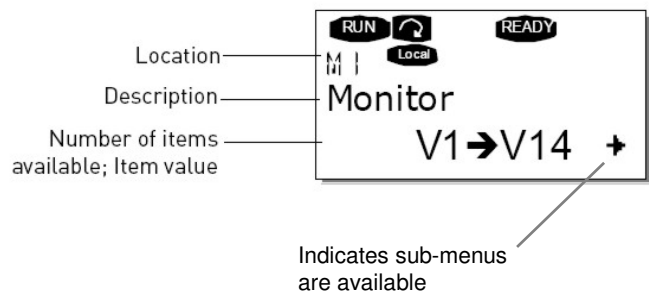 RUN READY
Location
M1 Local
Description
Monitor
Number of items
available; Item value
V1➔V14
Indicates sub-menus
are available